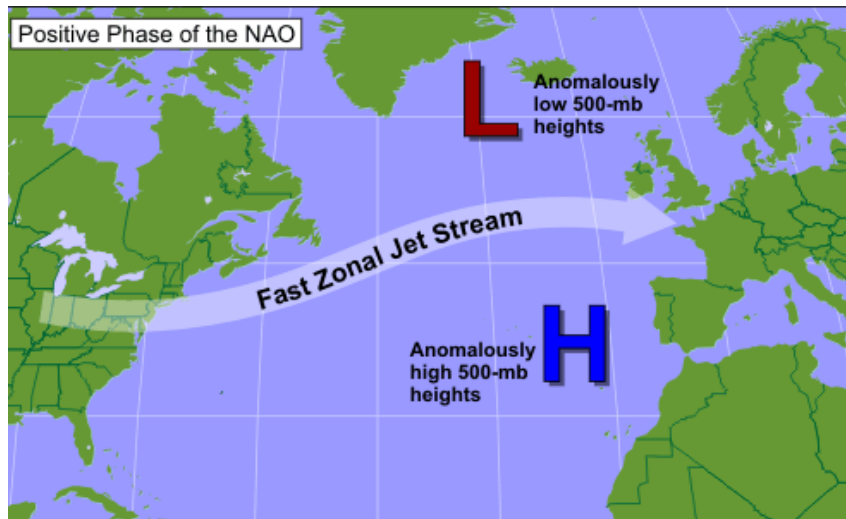 Positive Phase of the NAO
L
Anomalously
low 500-mb
heights
Fast Zonal Jet Stream
H
Anomalously
high 500-mb
heights